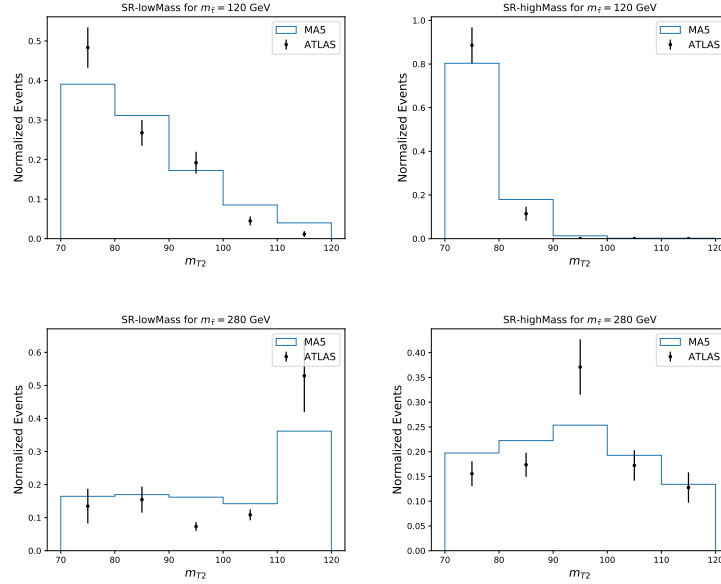 SR-lowMass for m_τ̃ = 120 GeV
MA5
ATLAS
Normalized Events
0.5
0.4
0.3
0.2
0.1
0.0
70 80 90 100 110 120
m_T2
SR-highMass for m_τ̃ = 120 GeV
MA5
ATLAS
Normalized Events
1.0
0.8
0.6
0.4
0.2
0.0
70 80 90 100 110 120
m_T2
SR-lowMass for m_τ̃ = 280 GeV
MA5
ATLAS
Normalized Events
0.6
0.5
0.4
0.3
0.2
0.1
0.0
70 80 90 100 110 120
m_T2
SR-highMass for m_τ̃ = 280 GeV
MA5
ATLAS
Normalized Events
0.40
0.35
0.30
0.25
0.20
0.15
0.10
0.05
0.00
70 80 90 100 110 120
m_T2